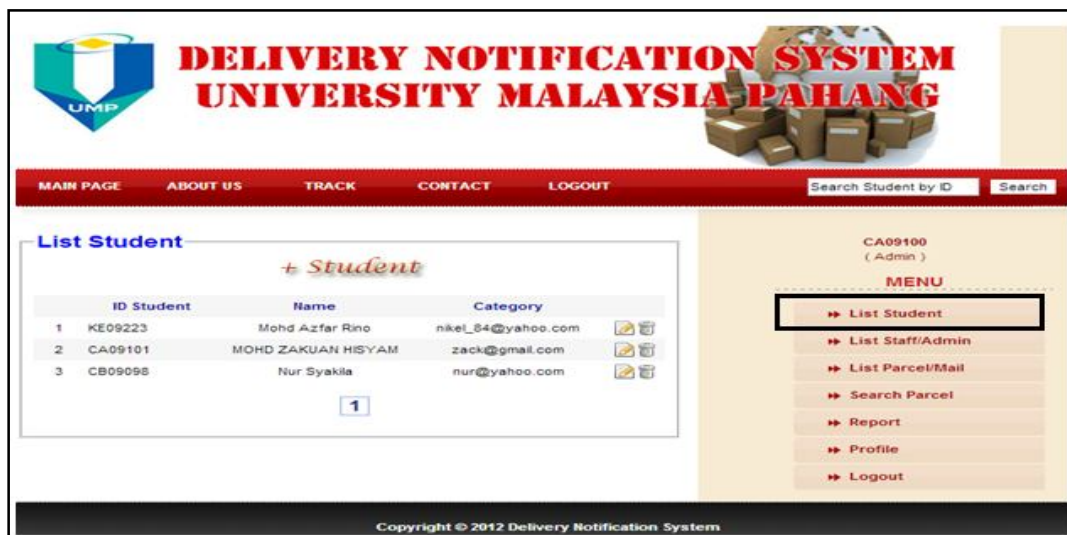 DELIVERY NOTIFICATION SYSTEM
UNIVERSITY MALAYSIA PAHANG
UMP
MAIN PAGE ABOUT US TRACK CONTACT LOGOUT Search Student by ID Search
List Student
+ Student
ID Student Name Category
1 KE09223 Mohd Azfar Rino nikel_84@yahoo.com
2 CA09101 MOHD ZAKUAN HISYAM zack@gmail.com
3 CB09098 Nur Syakila nur@yahoo.com
1
CA09100
( Admin )
MENU
List Student
List Staff/Admin
List Parcel/Mail
Search Parcel
Report
Profile
Logout
Copyright © 2012 Delivery Notification System